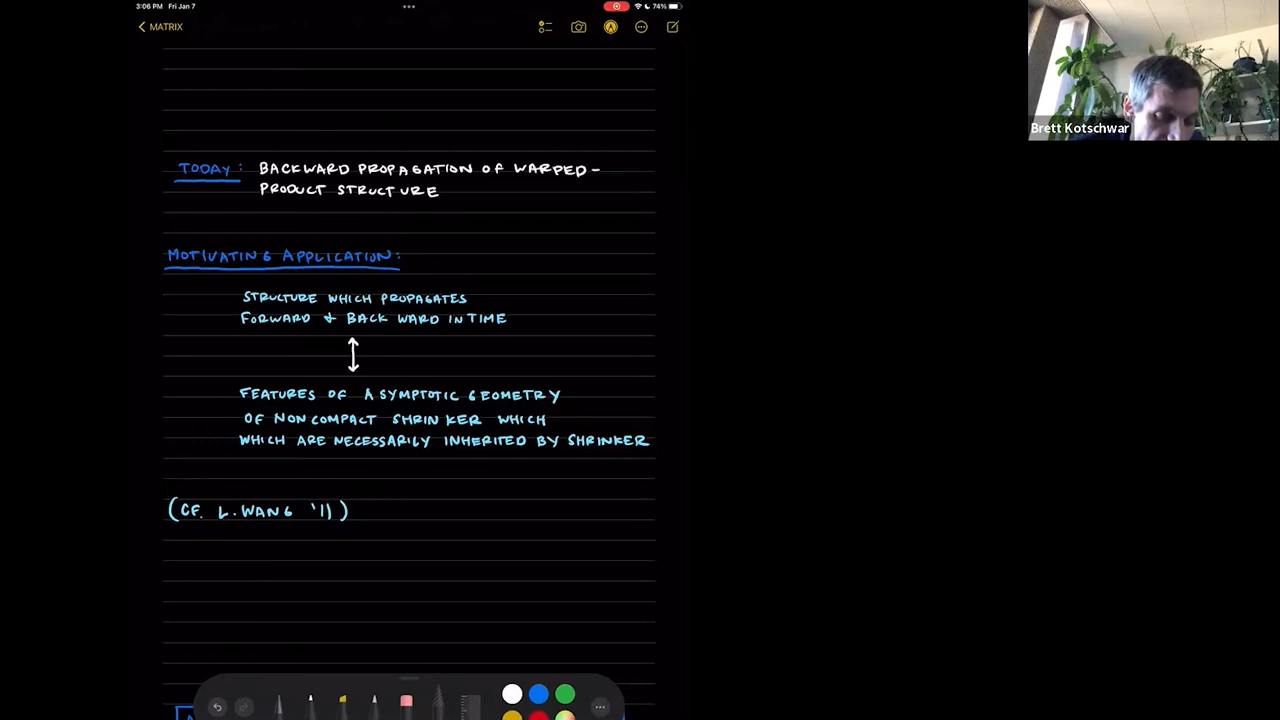 3:06 PM Fri Jan 7
74%
MATRIX
TODAY: BACKWARD PROPAGATION OF WARPED-
PRODUCT STRUCTURE
MOTIVATING APPLICATION:
STRUCTURE WHICH PROPAGATES
FORWARD + BACKWARD IN TIME
FEATURES OF ASYMPTOTIC GEOMETRY
OF NONCOMPACT SHRINKER WHICH
WHICH ARE NECESSARILY INHERITED BY SHRINKER
(CF. L. WANG '11)
Brett Kotschwar